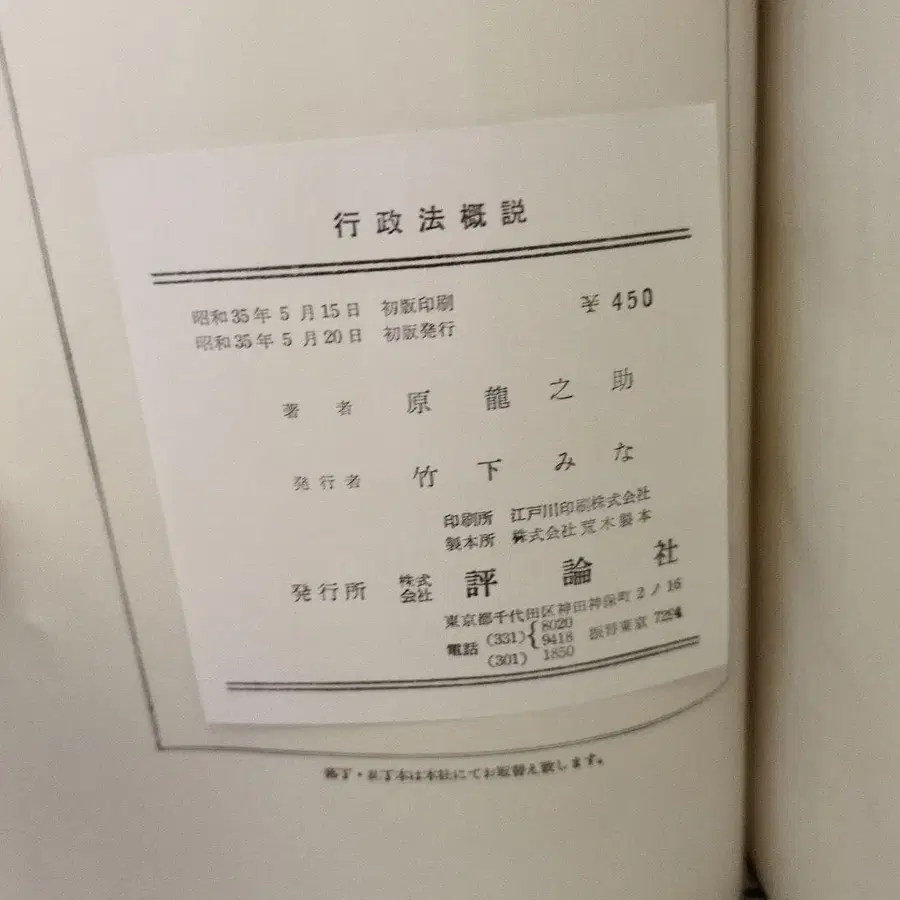 行政法概説
昭和35年5月15日 初版印刷
昭和35年5月20日 初版発行
¥ 450
著者 原龍之助
発行者 竹下みな
印刷所 江戸川印刷株式会社
製本所 株式会社荒木製本
発行所 株式会社 評論社
東京都千代田区神田神保町2ノ16
電話 (331) { 8020 9418 振替東京 7294
(301) 1850
落丁・乱丁本は本社にてお取替え致します。